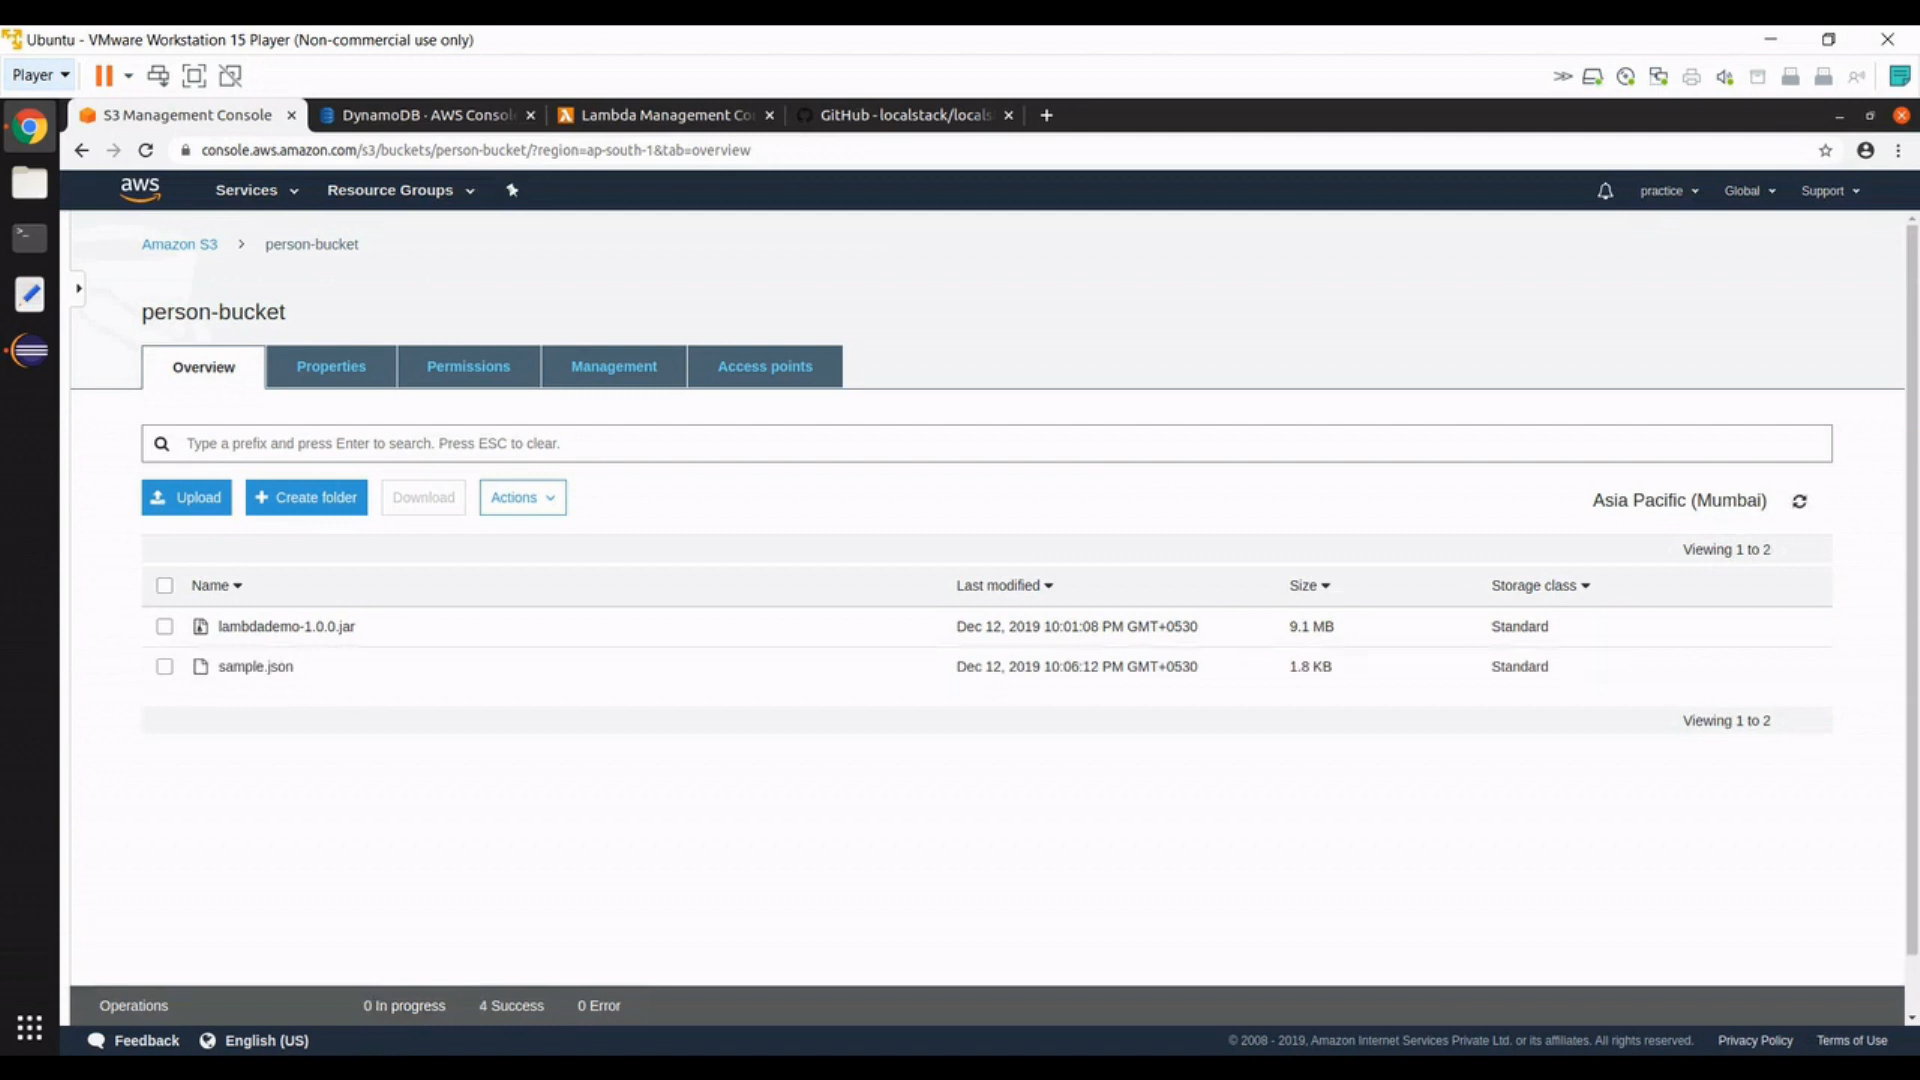 Ubuntu - VMware Workstation 15 Player (Non-commercial use only)
Player
S3 Management Console
DynamoDB · AWS Consol
Lambda Management Co
GitHub - localstack/locals
console.aws.amazon.com/s3/buckets/person-bucket/?region=ap-south-1&tab=overview
aws
Services
Resource Groups
practice
Global
Support
Amazon S3
person-bucket
person-bucket
Overview
Properties
Permissions
Management
Access points
Type a prefix and press Enter to search. Press ESC to clear.
Upload
Create folder
Download
Actions
Asia Pacific (Mumbai)
Viewing 1 to 2
Name
Last modified
Size
Storage class
lambdademo-1.0.0.jar
Dec 12, 2019 10:01:08 PM GMT+0530
9.1 MB
Standard
sample.json
Dec 12, 2019 10:06:12 PM GMT+0530
1.8 KB
Standard
Viewing 1 to 2
Operations
0 In progress
4 Success
0 Error
Feedback
English (US)
© 2008 - 2019, Amazon Internet Services Private Ltd. or its affiliates. All rights reserved.
Privacy Policy
Terms of Use